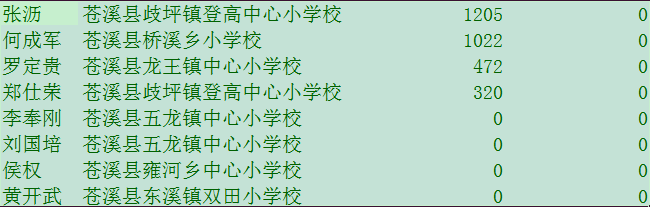 张沥 苍溪县歧坪镇登高中心小学校 1205 0
何成军 苍溪县桥溪乡小学校 1022 0
罗定贵 苍溪县龙王镇中心小学校 472 0
郑仕荣 苍溪县歧坪镇登高中心小学校 320 0
李奉刚 苍溪县五龙镇中心小学校 0 0
刘国培 苍溪县五龙镇中心小学校 0 0
侯权 苍溪县雍河乡中心小学校 0 0
黄开武 苍溪县东溪镇双田小学校 0 0